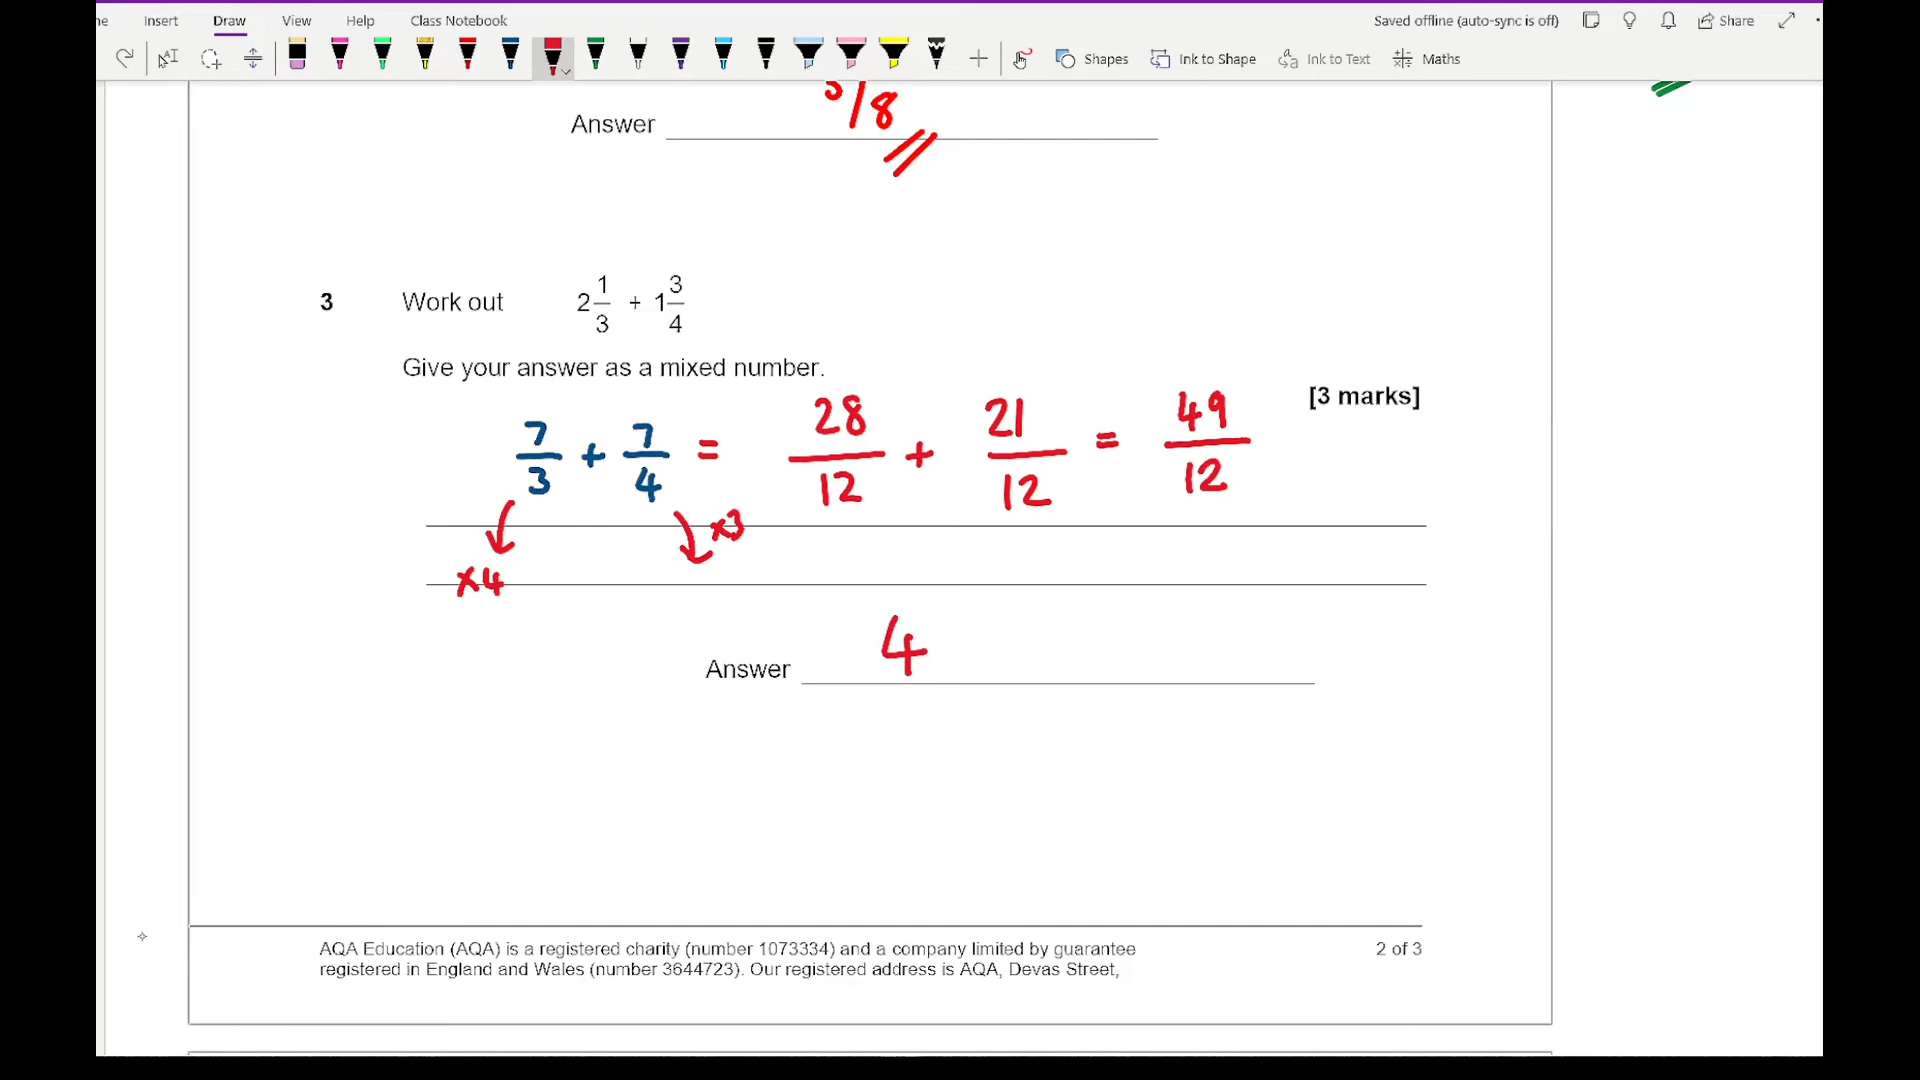 Insert Draw View Help Class Notebook Saved offline (auto-sync is off) Share
Shapes Ink to Shape Ink to Text Maths
/8
Answer
3 Work out 2 1/3 + 1 3/4
Give your answer as a mixed number.
[3 marks]
7/3 + 7/4 = 28/12 + 21/12 = 49/12
×3
×4
Answer 4
AQA Education (AQA) is a registered charity (number 1073334) and a company limited by guarantee 2 of 3
registered in England and Wales (number 3644723). Our registered address is AQA, Devas Street,